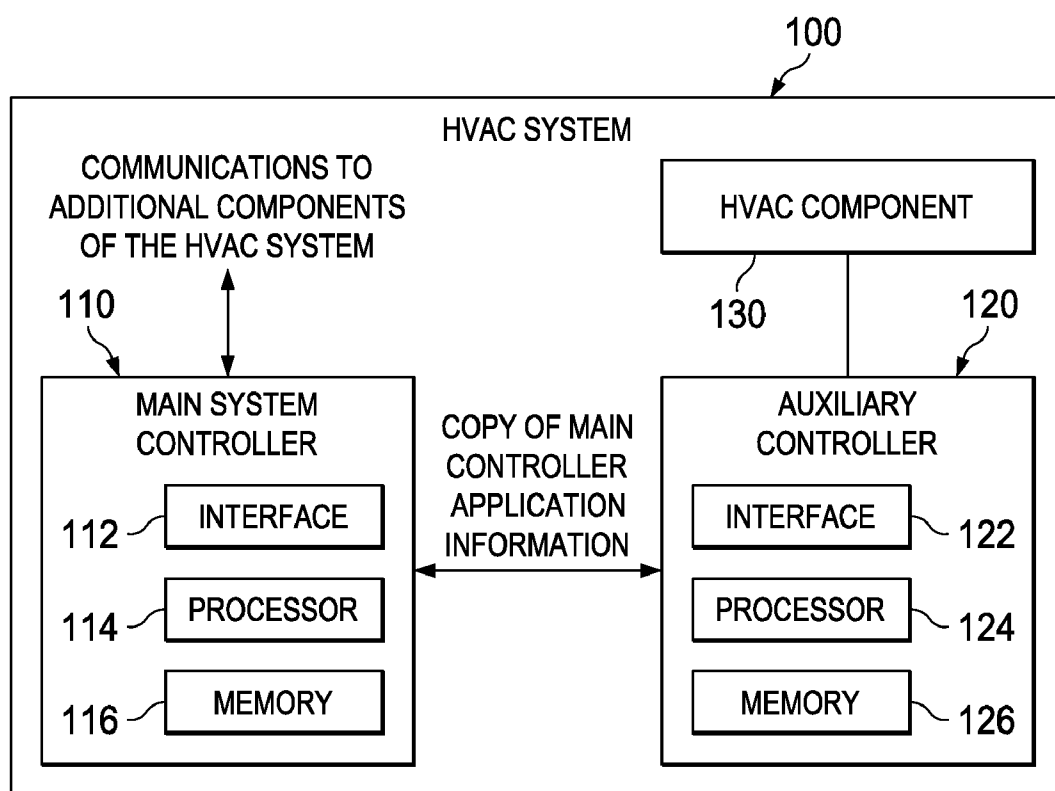 100
HVAC SYSTEM
COMMUNICATIONS TO
ADDITIONAL COMPONENTS
OF THE HVAC SYSTEM
HVAC COMPONENT
130
110
120
MAIN SYSTEM
CONTROLLER
COPY OF MAIN
CONTROLLER
APPLICATION
INFORMATION
AUXILIARY
CONTROLLER
112
INTERFACE
114
PROCESSOR
116
MEMORY
INTERFACE
122
PROCESSOR
124
MEMORY
126